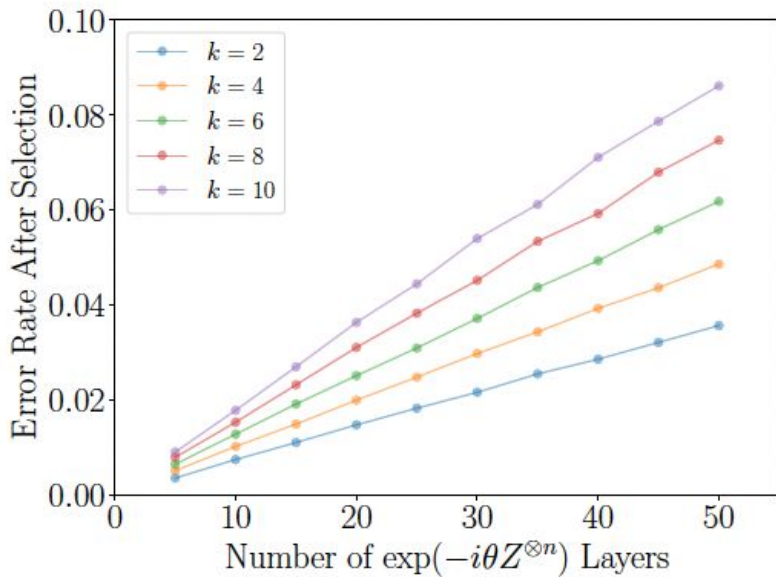 0.10
0.08
0.06
0.04
0.02
0.00
Error Rate After Selection
k = 2
k = 4
k = 6
k = 8
k = 10
0 10 20 30 40 50
Number of exp(−iθZ^{⊗n}) Layers